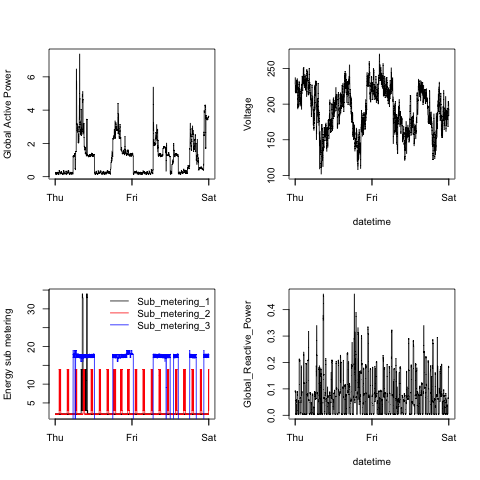 Global Active Power
6
4
2
0
Thu Fri Sat
Voltage
250
200
150
100
Thu Fri Sat
datetime
Energy sub metering
30
20
10
5
Sub_metering_1
Sub_metering_2
Sub_metering_3
Thu Fri Sat
Global_Reactive_Power
0.4
0.3
0.2
0.1
0.0
Thu Fri Sat
datetime